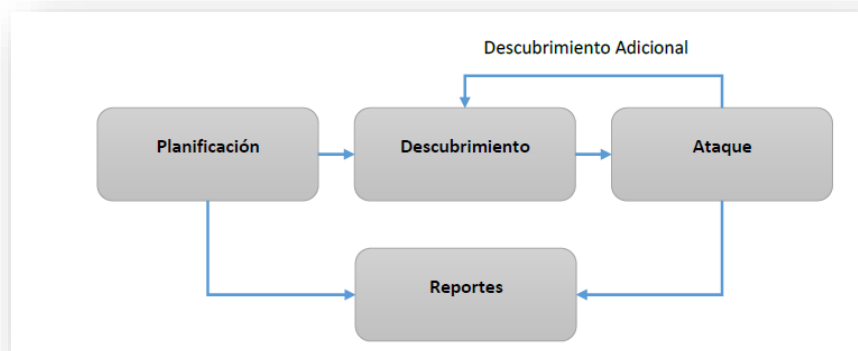 Descubrimiento Adicional
Planificación
Descubrimiento
Ataque
Reportes